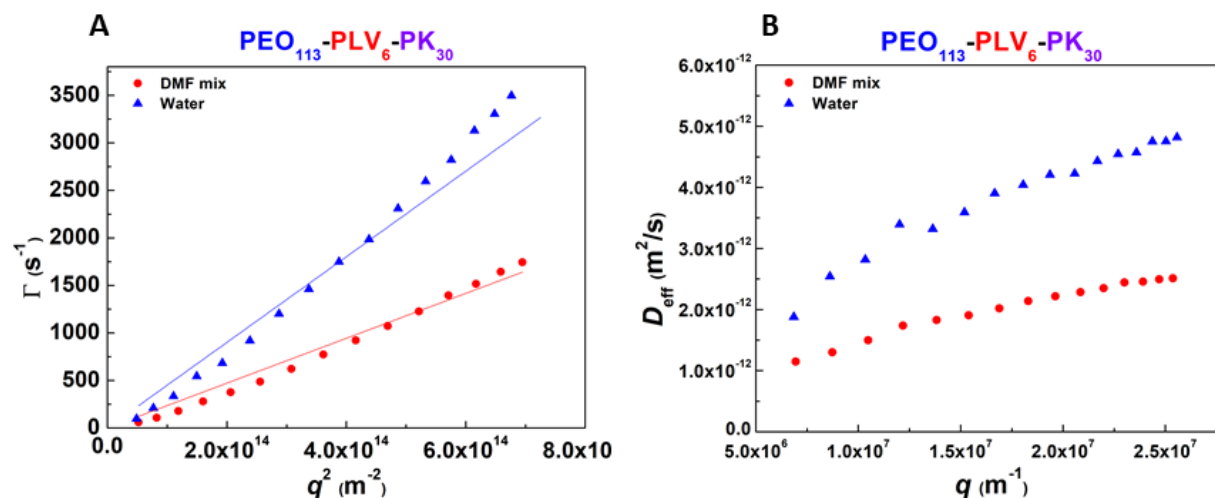 A
PEO113-PLV6-PK30
DMF mix
Water
Γ (s-1)
3500
3000
2500
2000
1500
1000
500
0
0.0
2.0x1014
4.0x1014
6.0x1014
8.0x10
q2 (m-2)
B
PEO113-PLV6-PK30
DMF mix
Water
Deff (m2/s)
6.0x10-12
5.0x10-12
4.0x10-12
3.0x10-12
2.0x10-12
1.0x10-12
0.0
5.0x106
1.0x107
1.5x107
2.0x107
2.5x107
q (m-1)